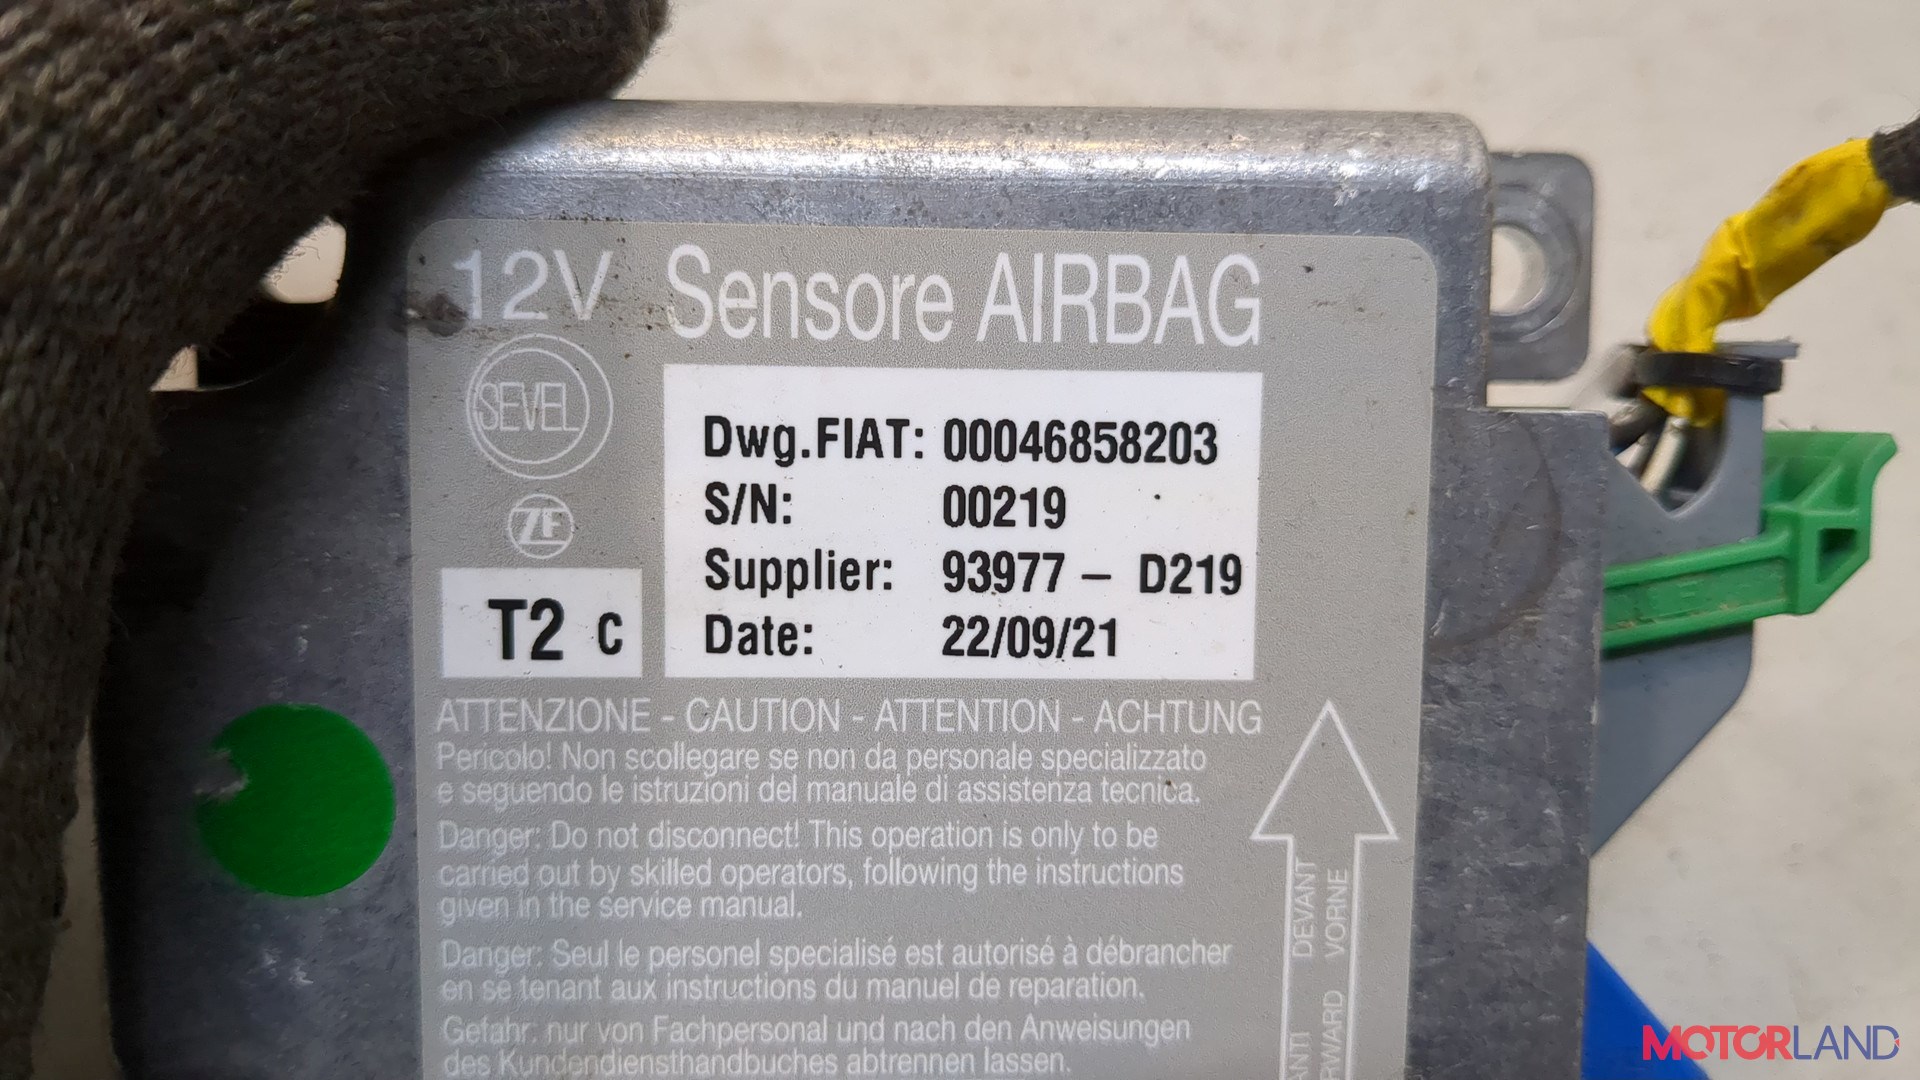 12V Sensore AIRBAG
SEVEL
ZF
T2 C
Dwg.FIAT: 00046858203
S/N: 00219
Supplier: 93977 – D219
Date: 22/09/21
ATTENZIONE - CAUTION - ATTENTION - ACHTUNG
Pericolo! Non scollegare se non da personale specializzato
e seguendo le istruzioni del manuale di assistenza tecnica.
Danger: Do not disconnect! This operation is only to be
carried out by skilled operators, following the instructions
given in the service manual.
Danger: Seul le personel specialisé est autorisé à débrancher
en se tenant aux instructions du manuel de reparation.
Gefahr: nur von Fachpersonal und nach den Anweisungen
des Kundendiensthandbuches abtrennen lassen.
DEVANT
VORNE
MOTORLAND